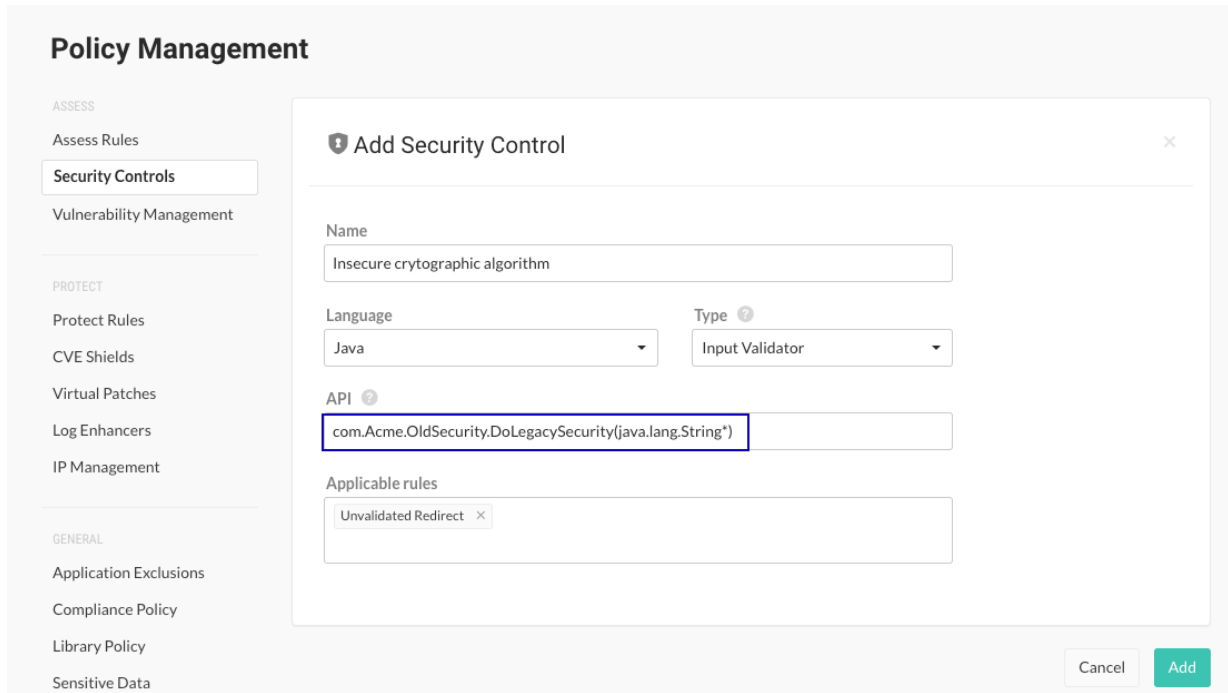 Policy Management
ASSESS
Assess Rules
Security Controls
Vulnerability Management
PROTECT
Protect Rules
CVE Shields
Virtual Patches
Log Enhancers
IP Management
GENERAL
Application Exclusions
Compliance Policy
Library Policy
Sensitive Data
Add Security Control
×
Name
Insecure crytographic algorithm
Language
Type ?
Java
Input Validator
API ?
com.Acme.OldSecurity.DoLegacySecurity(java.lang.String*)
Applicable rules
Unvalidated Redirect ×
Cancel
Add